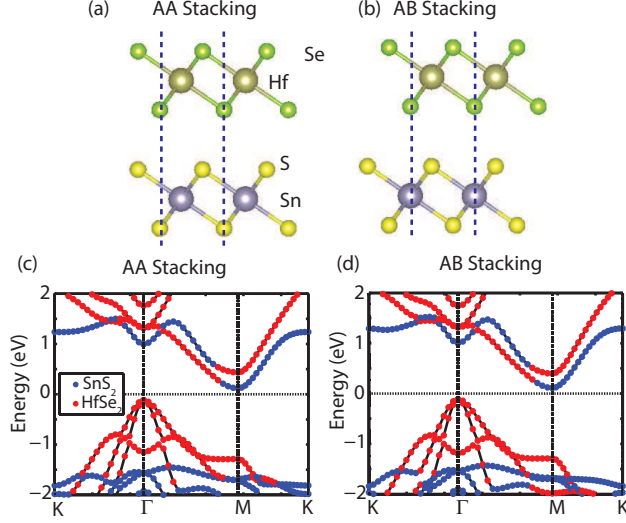 (a) AA Stacking
(b) AB Stacking
Se
Hf
S
Sn
(c) AA Stacking
(d) AB Stacking
Energy (eV)
2
1
0
−1
−2
SnS₂
HfSe₂
K Γ M K
Energy (eV)
2
1
0
−1
−2
K Γ M K